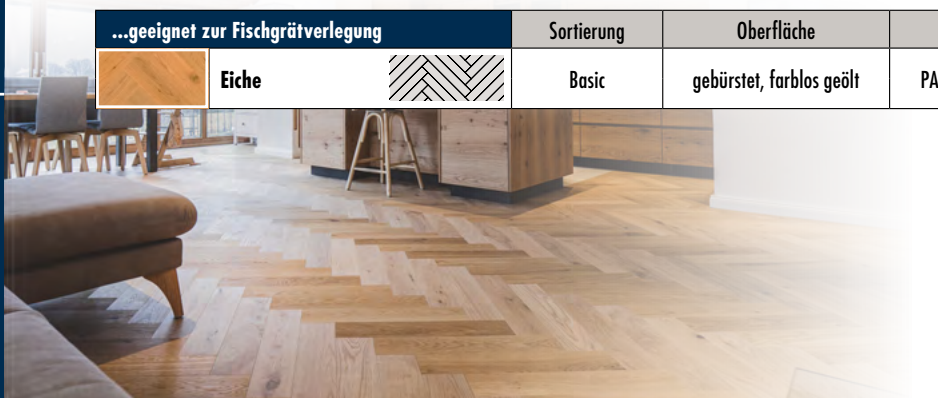 ...geeignet zur Fischgrätverlegung Sortierung Oberfläche
Eiche Basic gebürstet, farblos geölt PA